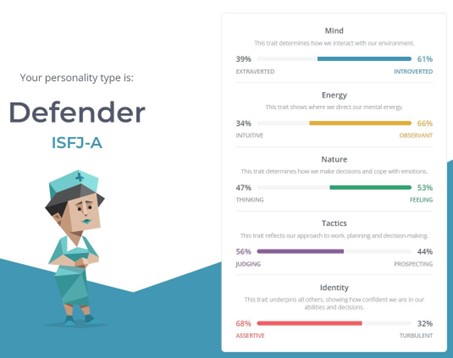 Your personality type is:
Defender
ISFJ-A
Mind
This trait determines how we interact with our environment.
39% 61%
EXTRAVERTED INTROVERTED
Energy
This trait shows where we direct our mental energy.
34% 66%
INTUITIVE OBSERVANT
Nature
This trait determines how we make decisions and cope with emotions.
47% 53%
THINKING FEELING
Tactics
This trait reflects our approach to work, planning and decision-making.
56% 44%
JUDGING PROSPECTING
Identity
This trait underpins all others, showing how confident we are in our
abilities and decisions.
68% 32%
ASSERTIVE TURBULENT